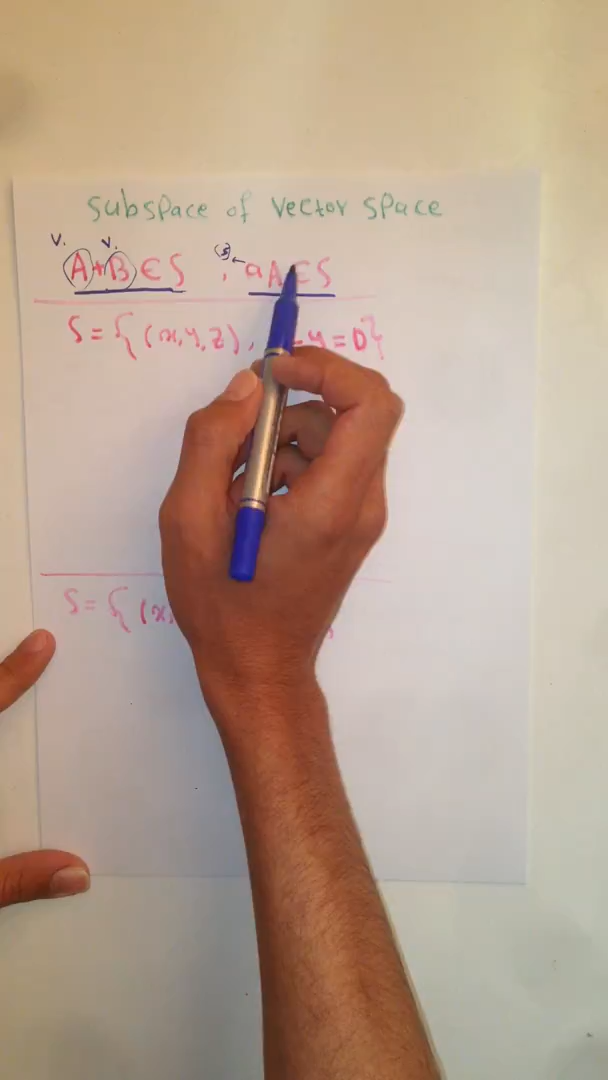 subspace of vector space
v. v.
A+B ∈ S , (s) ← aA ∈ S
S = { (x,y,z), -y=0}
S = { (x,